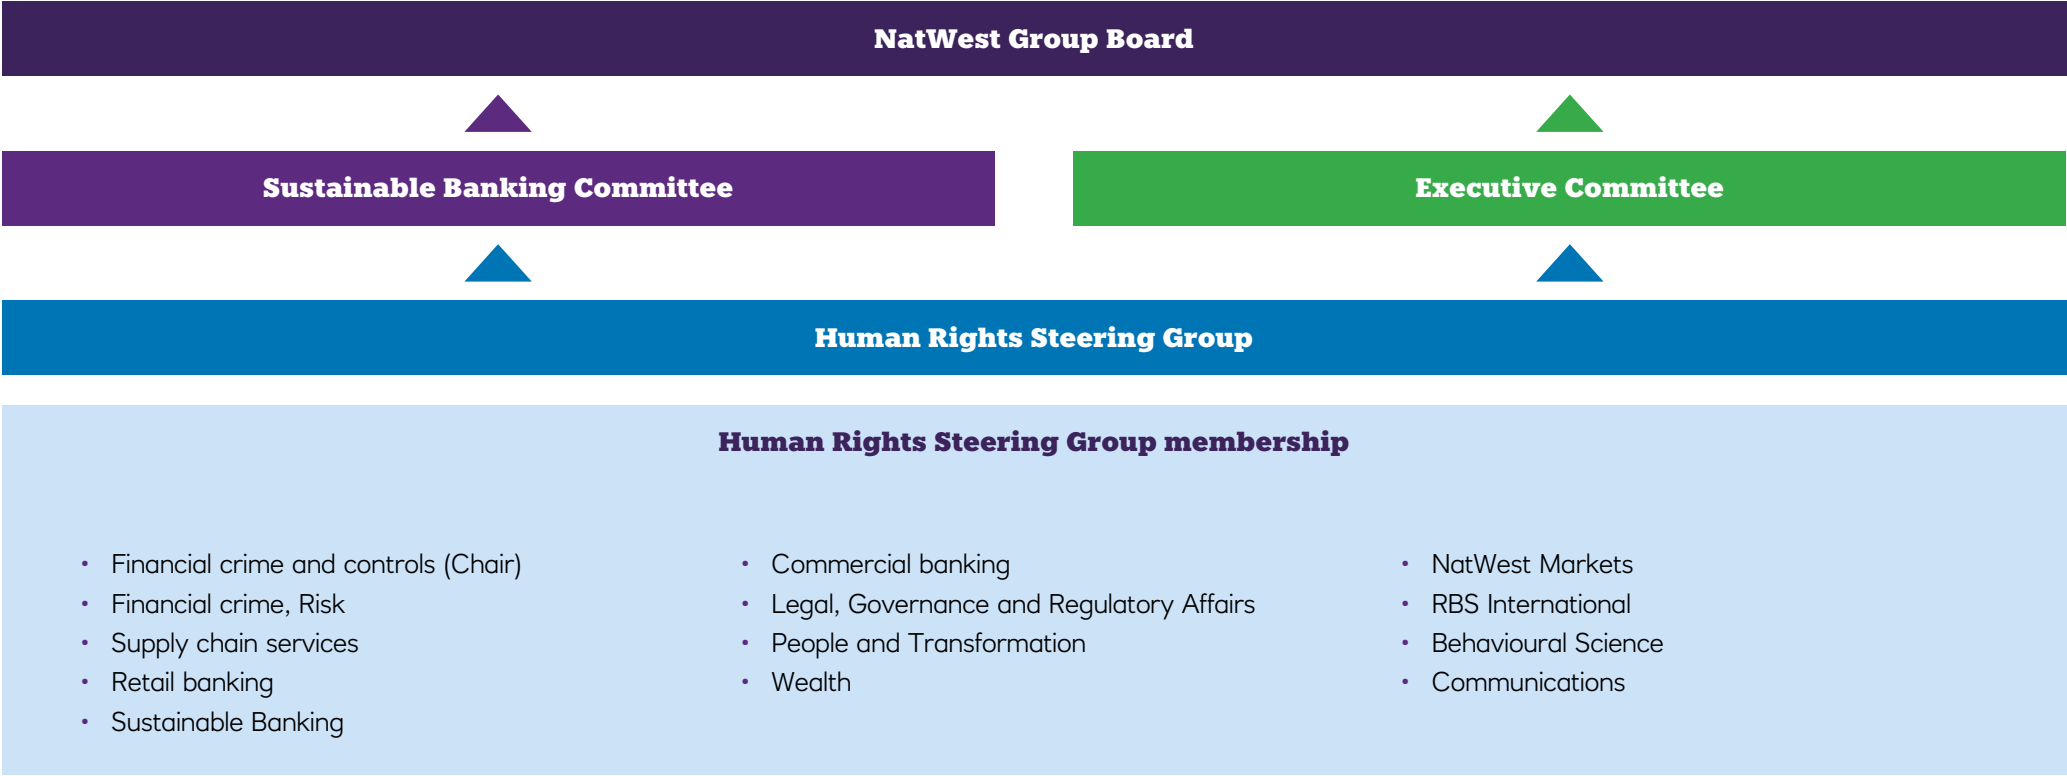 NatWest Group Board
Sustainable Banking Committee
Executive Committee
Human Rights Steering Group
Human Rights Steering Group membership
• Financial crime and controls (Chair)
• Financial crime, Risk
• Supply chain services
• Retail banking
• Sustainable Banking
• Commercial banking
• Legal, Governance and Regulatory Affairs
• People and Transformation
• Wealth
• NatWest Markets
• RBS International
• Behavioural Science
• Communications